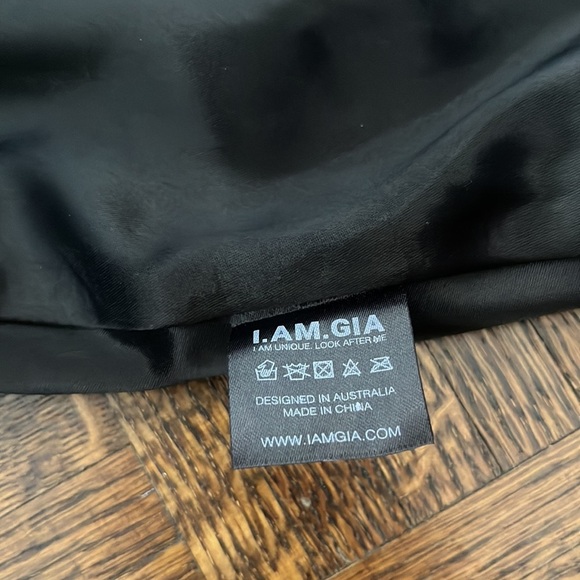 I.AM.GIA
I AM UNIQUE. LOOK AFTER ME
DESIGNED IN AUSTRALIA
MADE IN CHINA
WWW.IAMGIA.COM